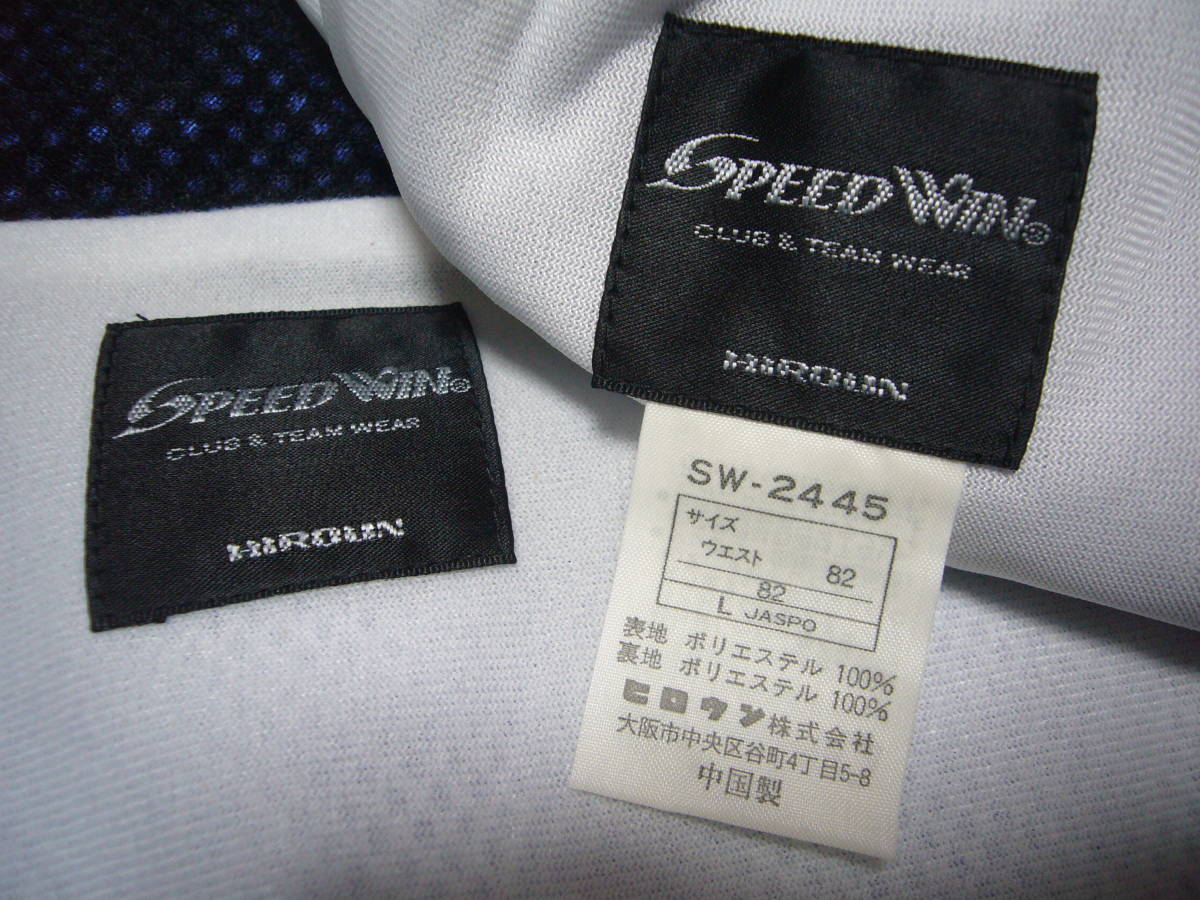 SPEED WIN®
CLUB & TEAM WEAR
HIROUN
SPEED WIN®
CLUB & TEAM WEAR
HIROUN
SW-2445
サイズ
ウエスト 82
82
L JASPO
表地 ポリエステル 100%
裏地 ポリエステル 100%
ヒロウン株式会社
大阪市中央区谷町4丁目5-8
中国製